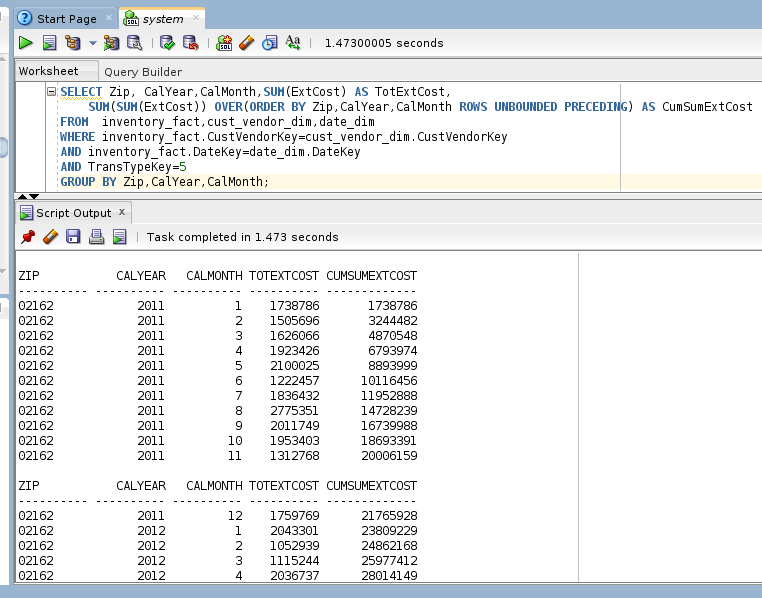 Start Page × system ×
1.47300005 seconds
Worksheet Query Builder
SELECT Zip, CalYear,CalMonth,SUM(ExtCost) AS TotExtCost,
SUM(SUM(ExtCost)) OVER(ORDER BY Zip,CalYear,CalMonth ROWS UNBOUNDED PRECEDING) AS CumSumExtCost
FROM inventory_fact,cust_vendor_dim,date_dim
WHERE inventory_fact.CustVendorKey=cust_vendor_dim.CustVendorKey
AND inventory_fact.DateKey=date_dim.DateKey
AND TransTypeKey=5
GROUP BY Zip,CalYear,CalMonth;
Script Output ×
Task completed in 1.473 seconds
ZIP CALYEAR CALMONTH TOTEXTCOST CUMSUMEXTCOST
---------- ---------- ---------- ---------- -------------
02162 2011 1 1738786 1738786
02162 2011 2 1505696 3244482
02162 2011 3 1626066 4870548
02162 2011 4 1923426 6793974
02162 2011 5 2100025 8893999
02162 2011 6 1222457 10116456
02162 2011 7 1836432 11952888
02162 2011 8 2775351 14728239
02162 2011 9 2011749 16739988
02162 2011 10 1953403 18693391
02162 2011 11 1312768 20006159
ZIP CALYEAR CALMONTH TOTEXTCOST CUMSUMEXTCOST
---------- ---------- ---------- ---------- -------------
02162 2011 12 1759769 21765928
02162 2012 1 2043301 23809229
02162 2012 2 1052939 24862168
02162 2012 3 1115244 25977412
02162 2012 4 2036737 28014149